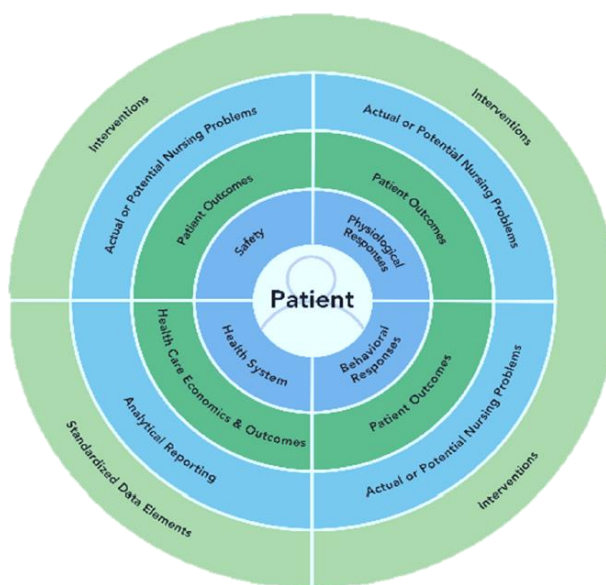 Interventions
Interventions
Actual or Potential Nursing Problems
Actual or Potential Nursing Problems
Patient Outcomes
Patient Outcomes
Safety
Physiological
Responses
Patient
Health System
Behavioral
Responses
Health Care Economics & Outcomes
Patient Outcomes
Analytical Reporting
Actual or Potential Nursing Problems
Standardized Data Elements
Interventions